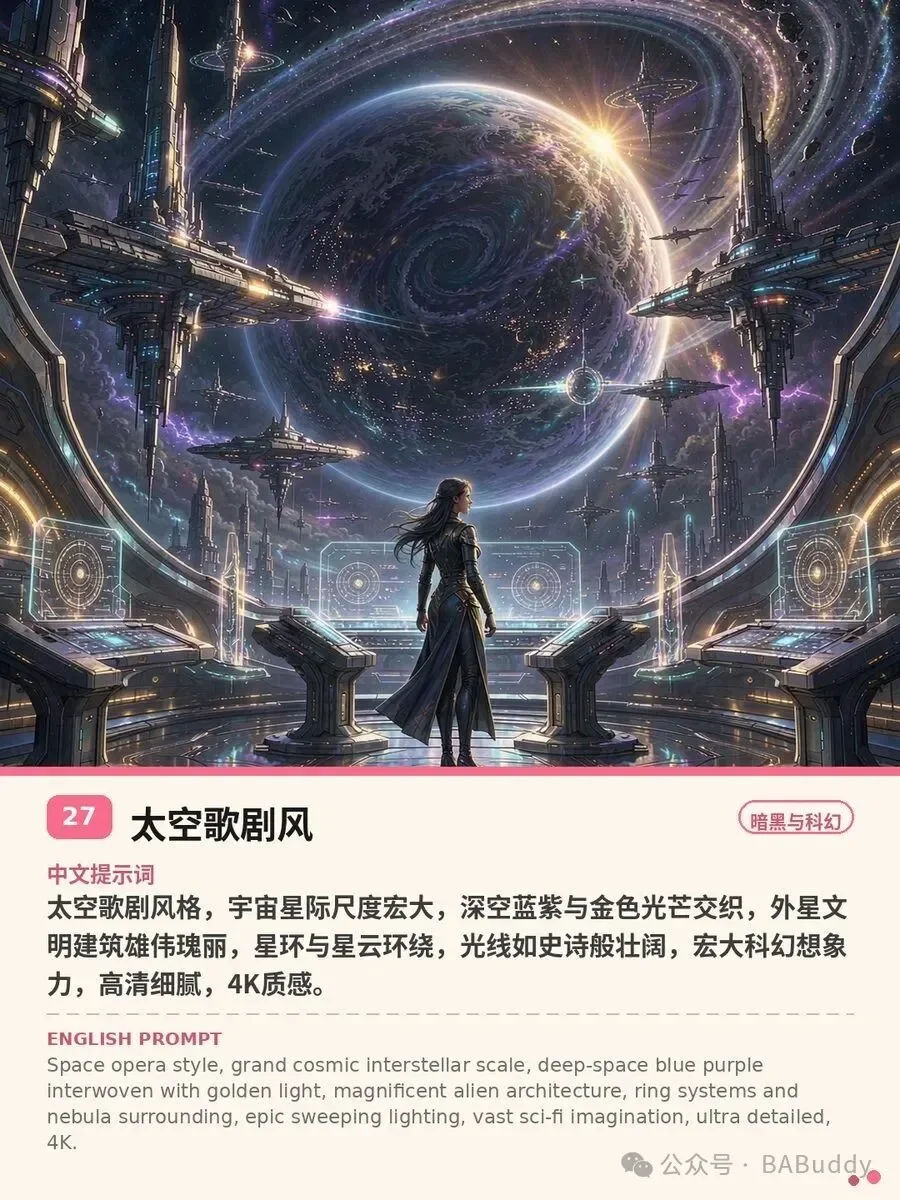 27
太空歌剧风
暗黑与科幻
中文提示词
太空歌剧风格，宇宙星际尺度宏大，深空蓝紫与金色光芒交织，外星文
明建筑雄伟瑰丽，星环与星云环绕，光线如史诗般壮阔，宏大科幻想象
力，高清细腻，4K质感。
ENGLISH PROMPT
Space opera style, grand cosmic interstellar scale, deep-space blue purple
interwoven with golden light, magnificent alien architecture, ring systems and
nebula surrounding, epic sweeping lighting, vast sci-fi imagination, ultra detailed,
4K.
公众号 · BABuddy